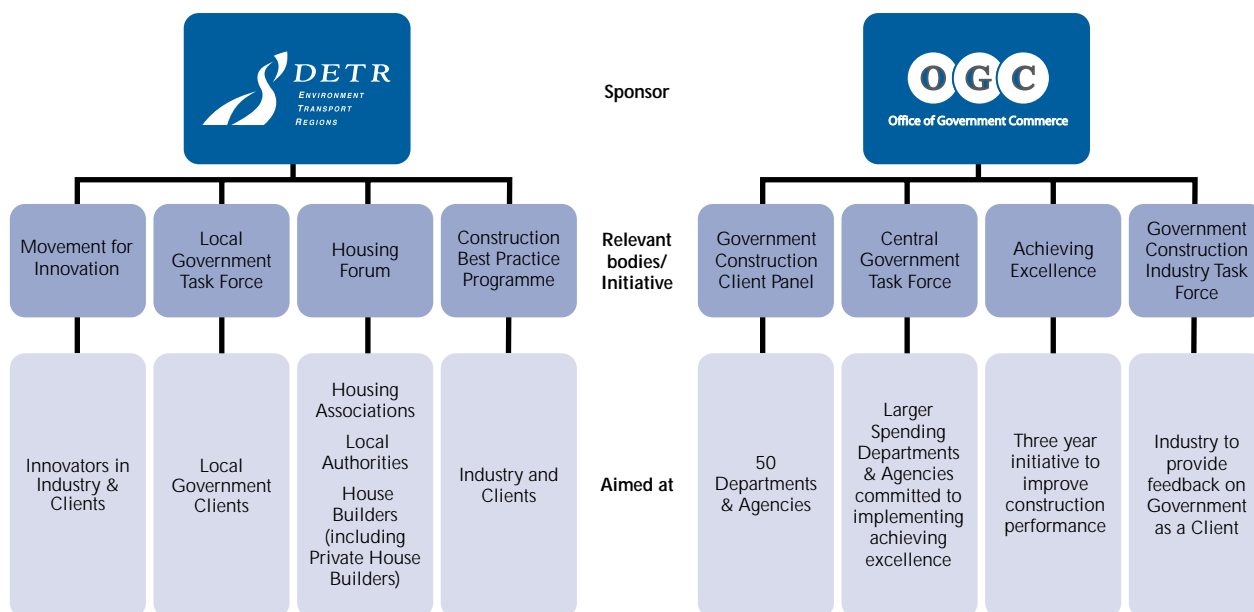 DETR
ENVIRONMENT
TRANSPORT
REGIONS
Sponsor
OGC
Office of Government Commerce
Movement for
Innovation
Local
Government
Task Force
Housing
Forum
Construction
Best Practice
Programme
Relevant
bodies/
Initiative
Government
Construction
Client Panel
Central
Government
Task Force
Achieving
Excellence
Government
Construction
Industry Task
Force
Innovators in
Industry &
Clients
Local
Government
Clients
Housing
Associations
Local
Authorities
House
Builders
(including
Private House
Builders)
Industry and
Clients
Aimed at
50
Departments
& Agencies
Larger
Spending
Departments
& Agencies
committed to
implementing
achieving
excellence
Three year
initiative to
improve
construction
performance
Industry to
provide
feedback on
Government
as a Client